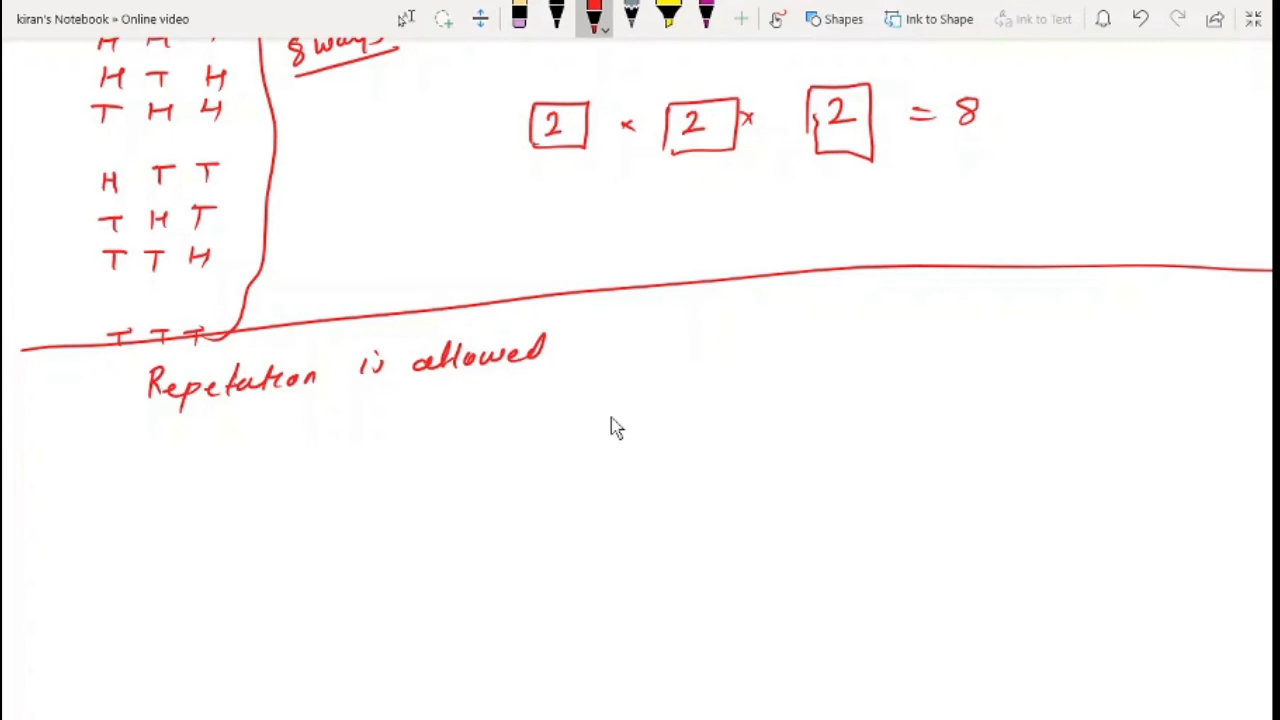 kiran's Notebook » Online video
Shapes
Ink to Shape
Ink to Text
8 ways
H T H
T H H
2 × 2 × 2 = 8
H T T
T H T
T T H
T T T
Repetation is allowed